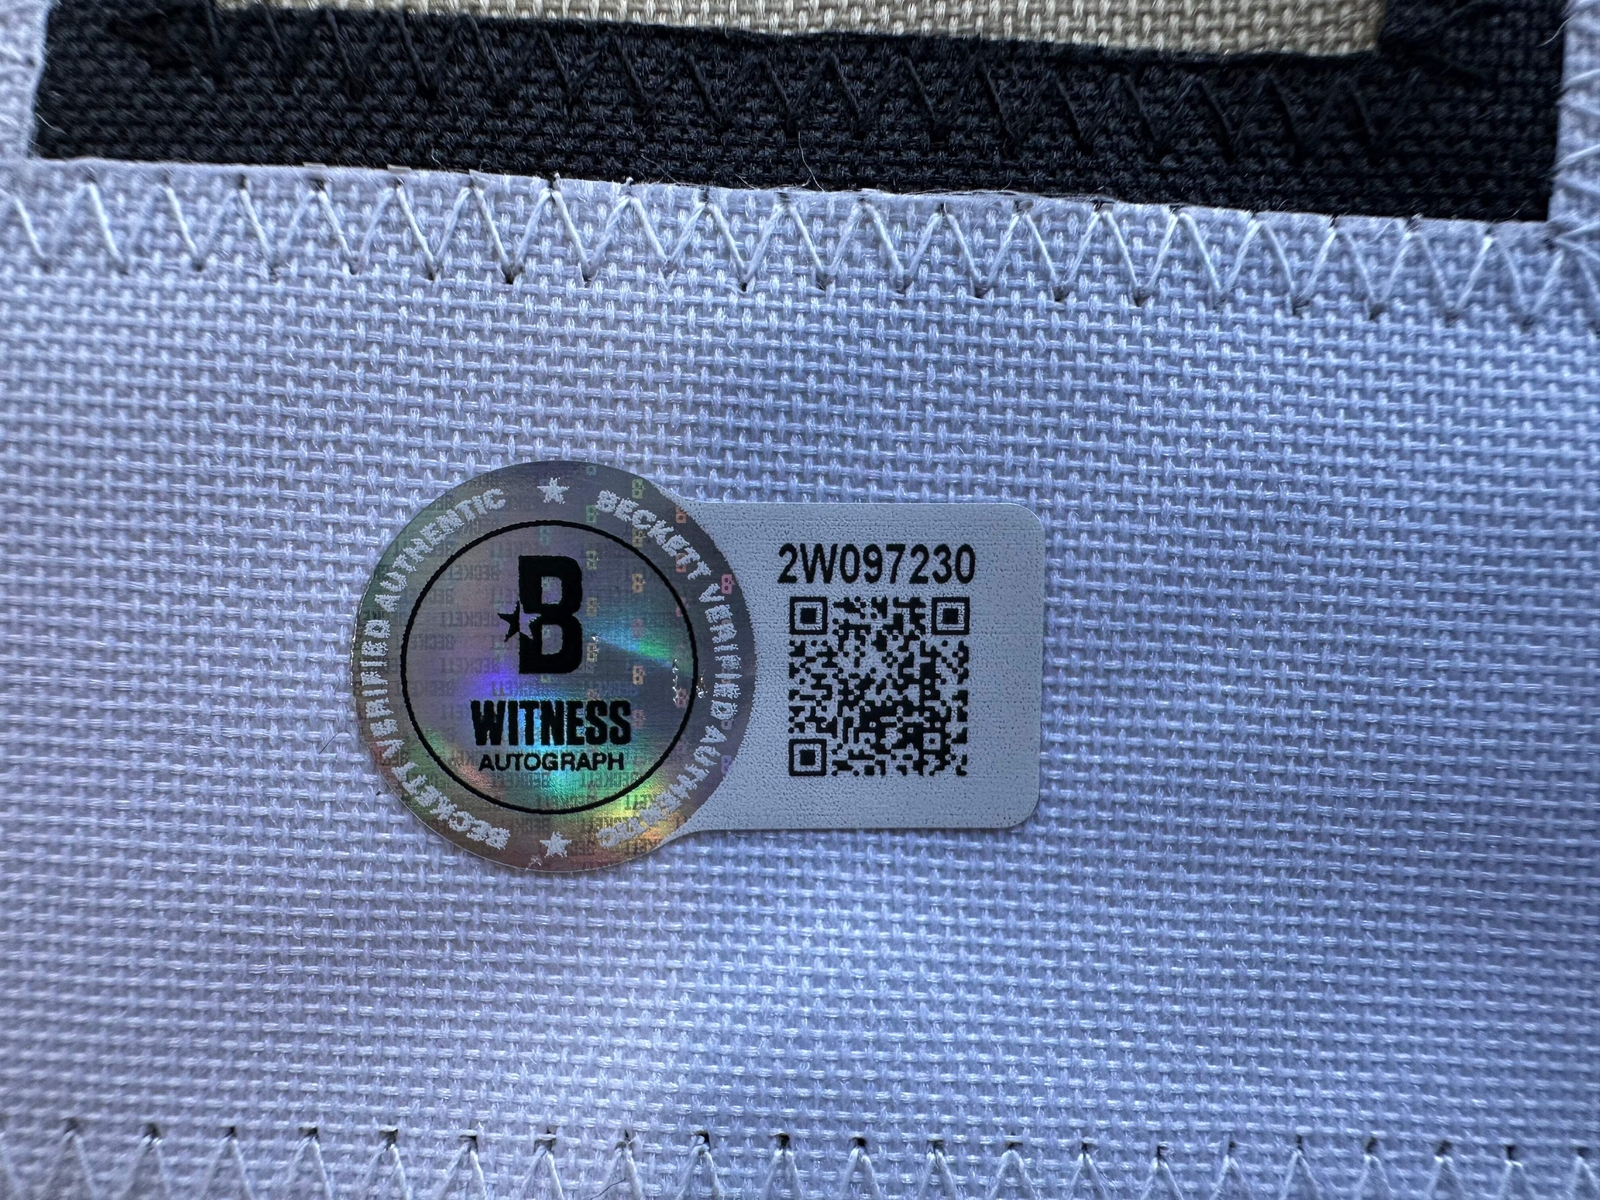 BECKETT VERIFIED AUTHENTIC
BECKETT VERIFIED AUTHENTIC
B
WITNESS
AUTOGRAPH
2W097230